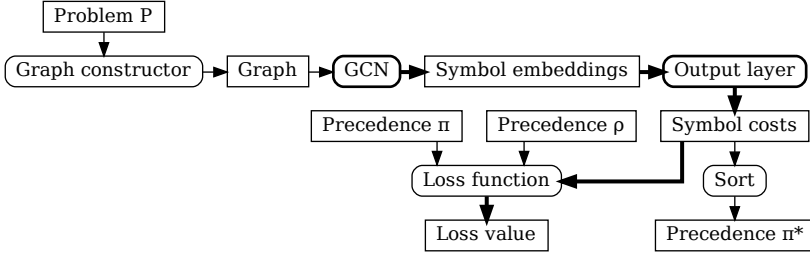 Problem P
Graph constructor
Graph
GCN
Symbol embeddings
Output layer
Precedence π
Precedence ρ
Symbol costs
Loss function
Sort
Loss value
Precedence π*